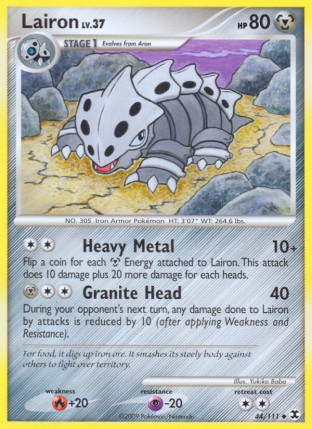 Lairon LV.37 HP 80
STAGE 1 Evolves from Aron
NO. 305 Iron Armor Pokémon HT: 3'07" WT: 264.6 lbs.
Heavy Metal 10+
Flip a coin for each Energy attached to Lairon. This attack
does 10 damage plus 20 more damage for each heads.
Granite Head 40
During your opponent's next turn, any damage done to Lairon
by attacks is reduced by 10 (after applying Weakness and
Resistance).
For food, it digs up iron ore. It smashes its steely body against
others to fight over territory.
Illus. Yukiko Baba
weakness resistance retreat cost
+20 -20
©2009 Pokémon/Nintendo 44/111